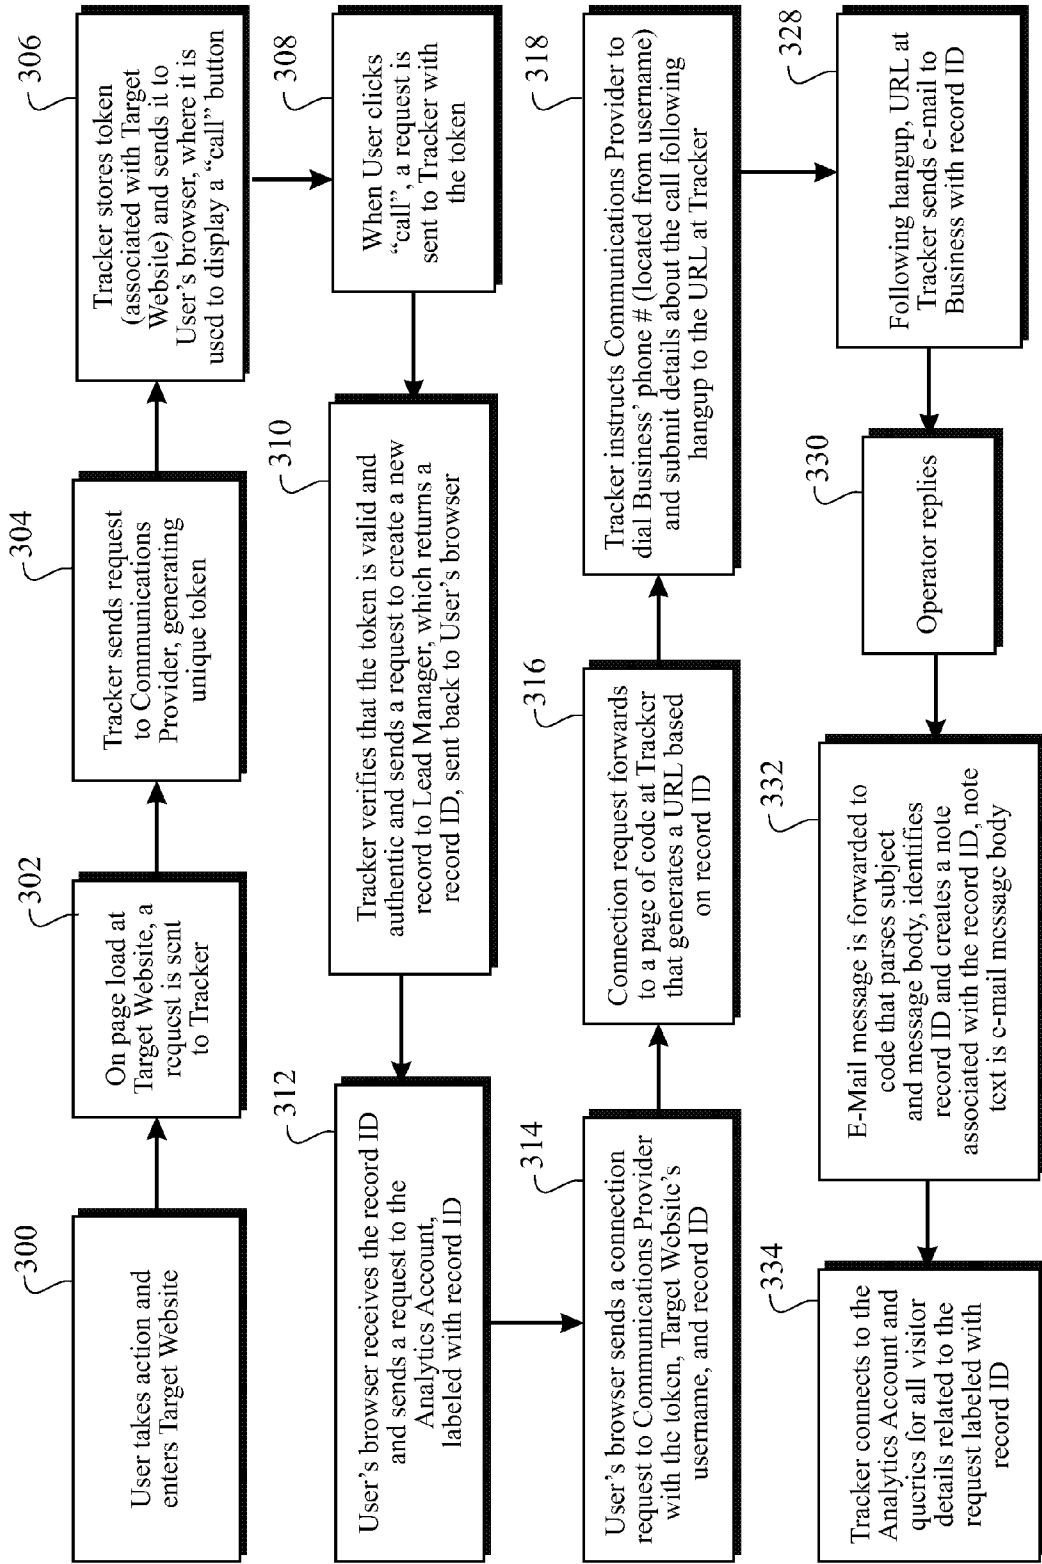 300
User takes action and
enters Target Website
302
On page load at
Target Website, a
request is sent
to Tracker
304
Tracker sends request
to Communications
Provider, generating
unique token
306
Tracker stores token
(associated with Target
Website) and sends it to
User's browser, where it is
used to display a “call” button
308
When User clicks
“call”, a request is
sent to Tracker with
the token
310
Tracker verifies that the token is valid and
authentic and sends a request to create a new
record to Lead Manager, which returns a
record ID, sent back to User's browser
312
User's browser receives the record ID
and sends a request to the
Analytics Account,
labeled with record ID
314
User's browser sends a connection
request to Communications Provider
with the token, Target Website's
username, and record ID
316
Connection request forwards
to a page of code at Tracker
that generates a URL based
on record ID
318
Tracker instructs Communications Provider to
dial Business' phone # (located from username)
and submit details about the call following
hangup to the URL at Tracker
328
Following hangup, URL at
Tracker sends e-mail to
Business with record ID
330
Operator replies
332
E-Mail message is forwarded to
code that parses subject
and message body, identifies
record ID and creates a note
associated with the record ID, note
text is e-mail message body
334
Tracker connects to the
Analytics Account and
queries for all visitor
details related to the
request labeled with
record ID